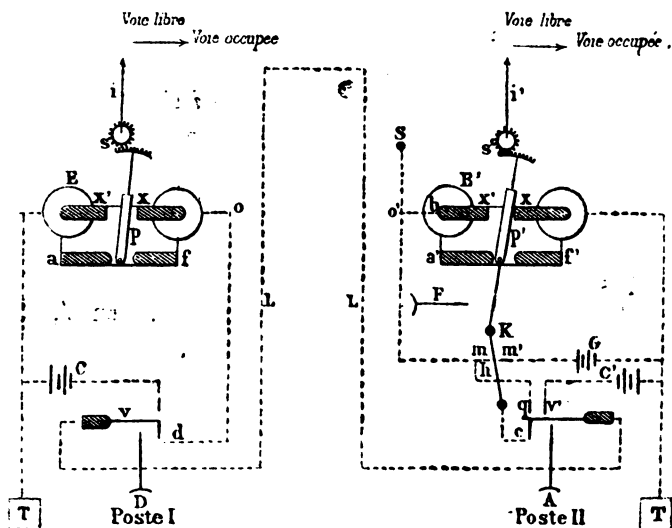 Voie libre
Voie occupee
Voie libre
Voie occupée.
i
i'
s
S
s
E
x' x
o
E'
b
x' x
o'
P
P'
a f
a' f'
F
L L
K
m m'
G
h
C
C'
v
d
q v'
c
T
D
Poste I
A
Poste II
T